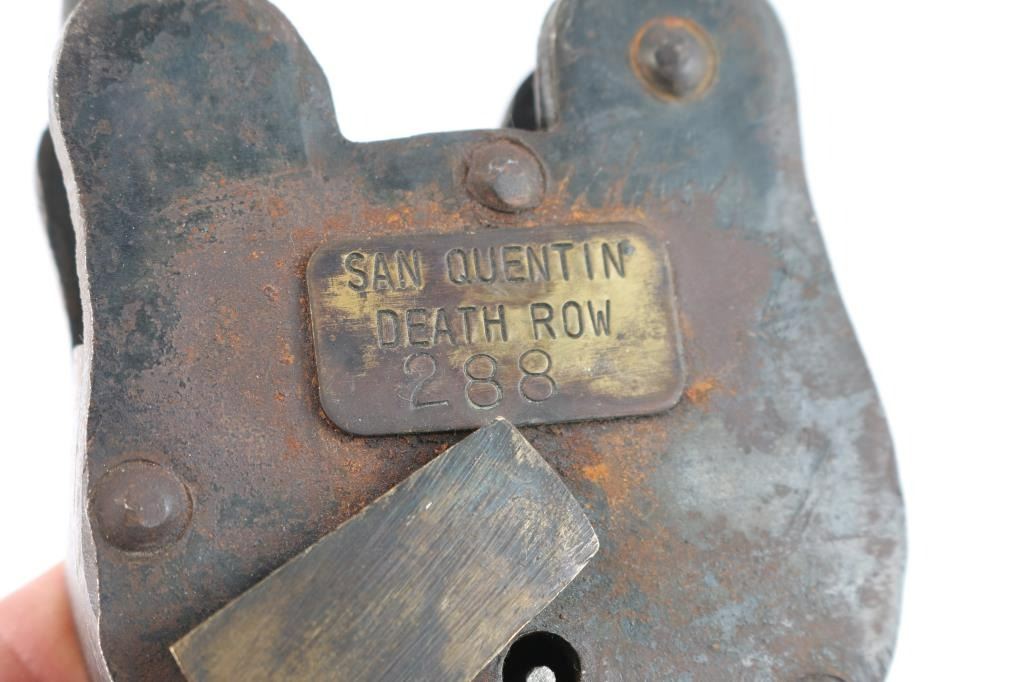 SAN QUENTIN
DEATH ROW
288